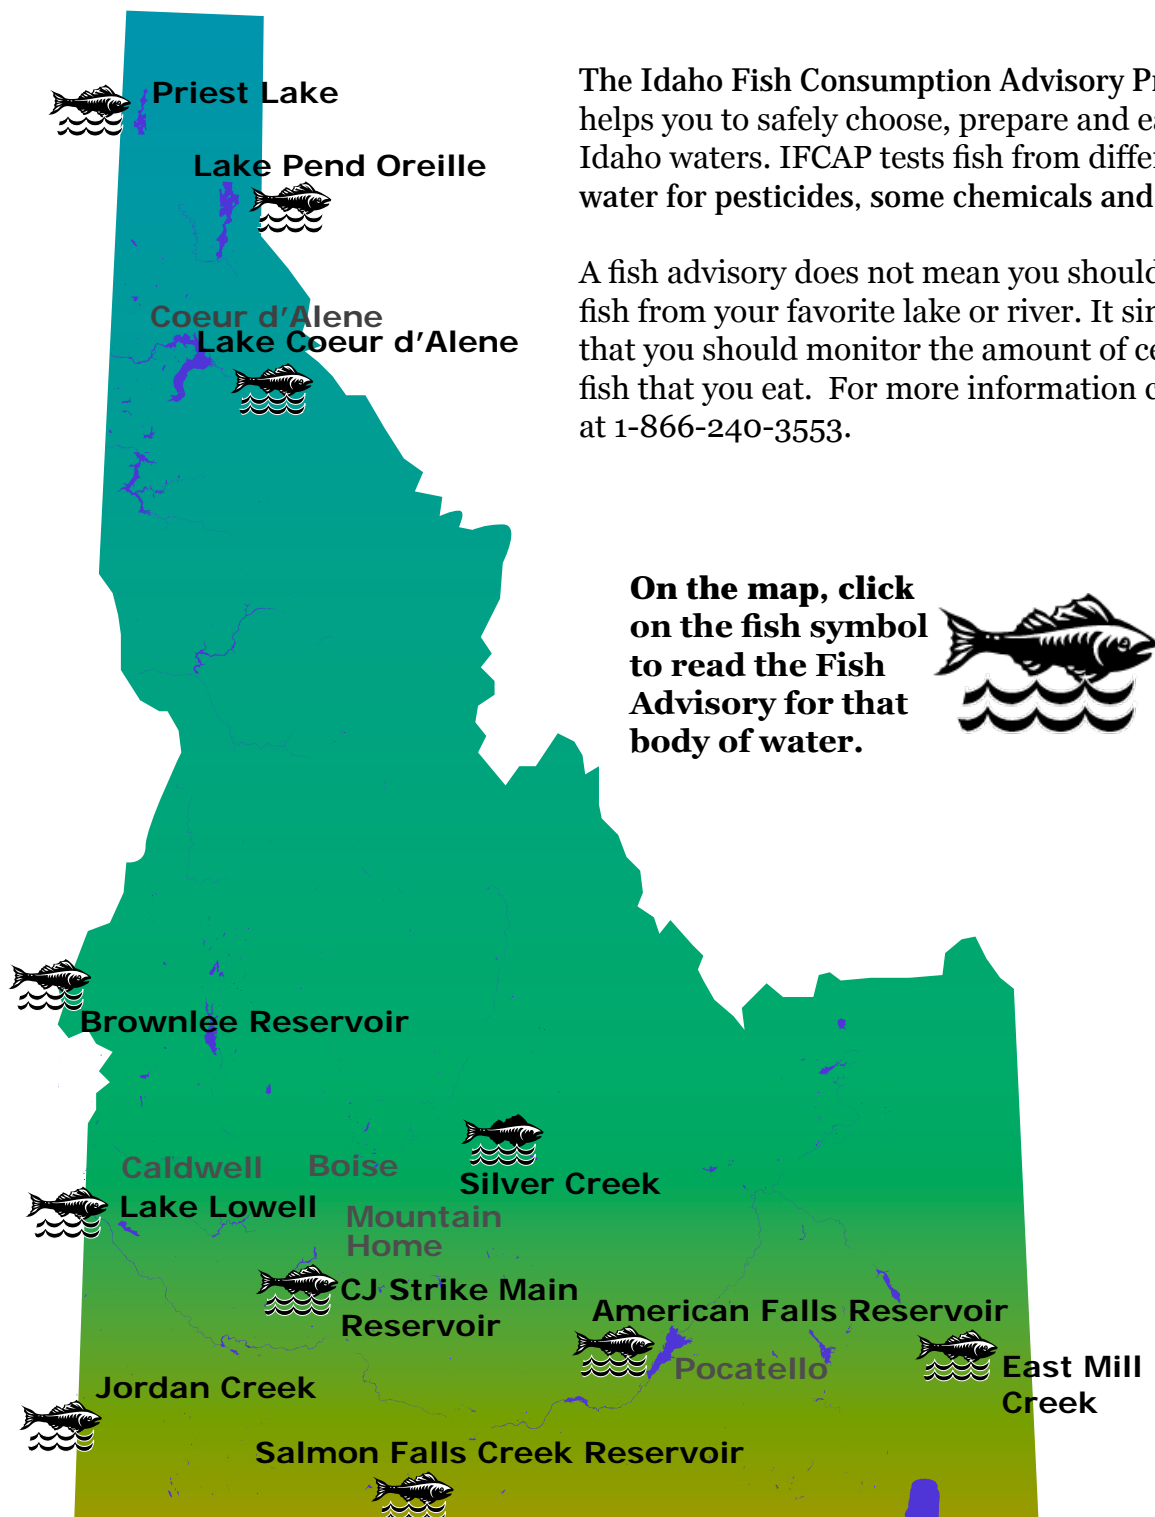 Priest Lake
Lake Pend Oreille
Coeur d'Alene
Lake Coeur d'Alene
The Idaho Fish Consumption Advisory
helps you to safely choose, prepare and
Idaho waters. IFCAP tests fish from
water for pesticides, some chemicals and
A fish advisory does not mean you should
fish from your favorite lake or river. It
that you should monitor the amount of
fish that you eat.  For more information
at 1-866-240-3553.
On the map, click
on the fish symbol
to read the Fish
Advisory for that
body of water.
Brownlee Reservoir
Caldwell
Boise
Silver Creek
Lake Lowell
Mountain
Home
CJ Strike Main
Reservoir
American Falls Reservoir
Pocatello
East Mill
Creek
Jordan Creek
Salmon Falls Creek Reservoir